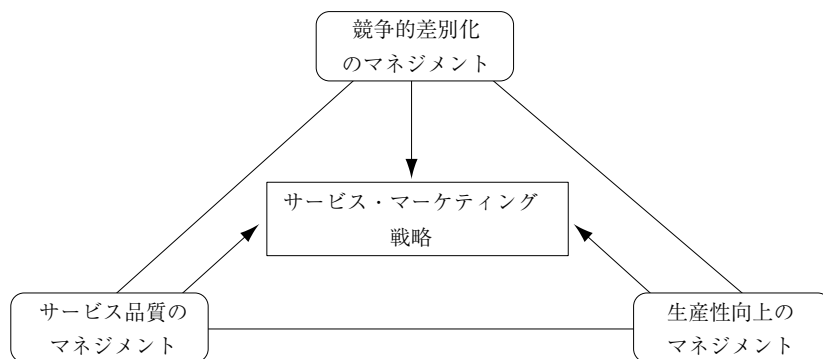 競争的差別化
のマネジメント
サービス・マーケティング
戦略
サービス品質の
マネジメント
生産性向上の
マネジメント